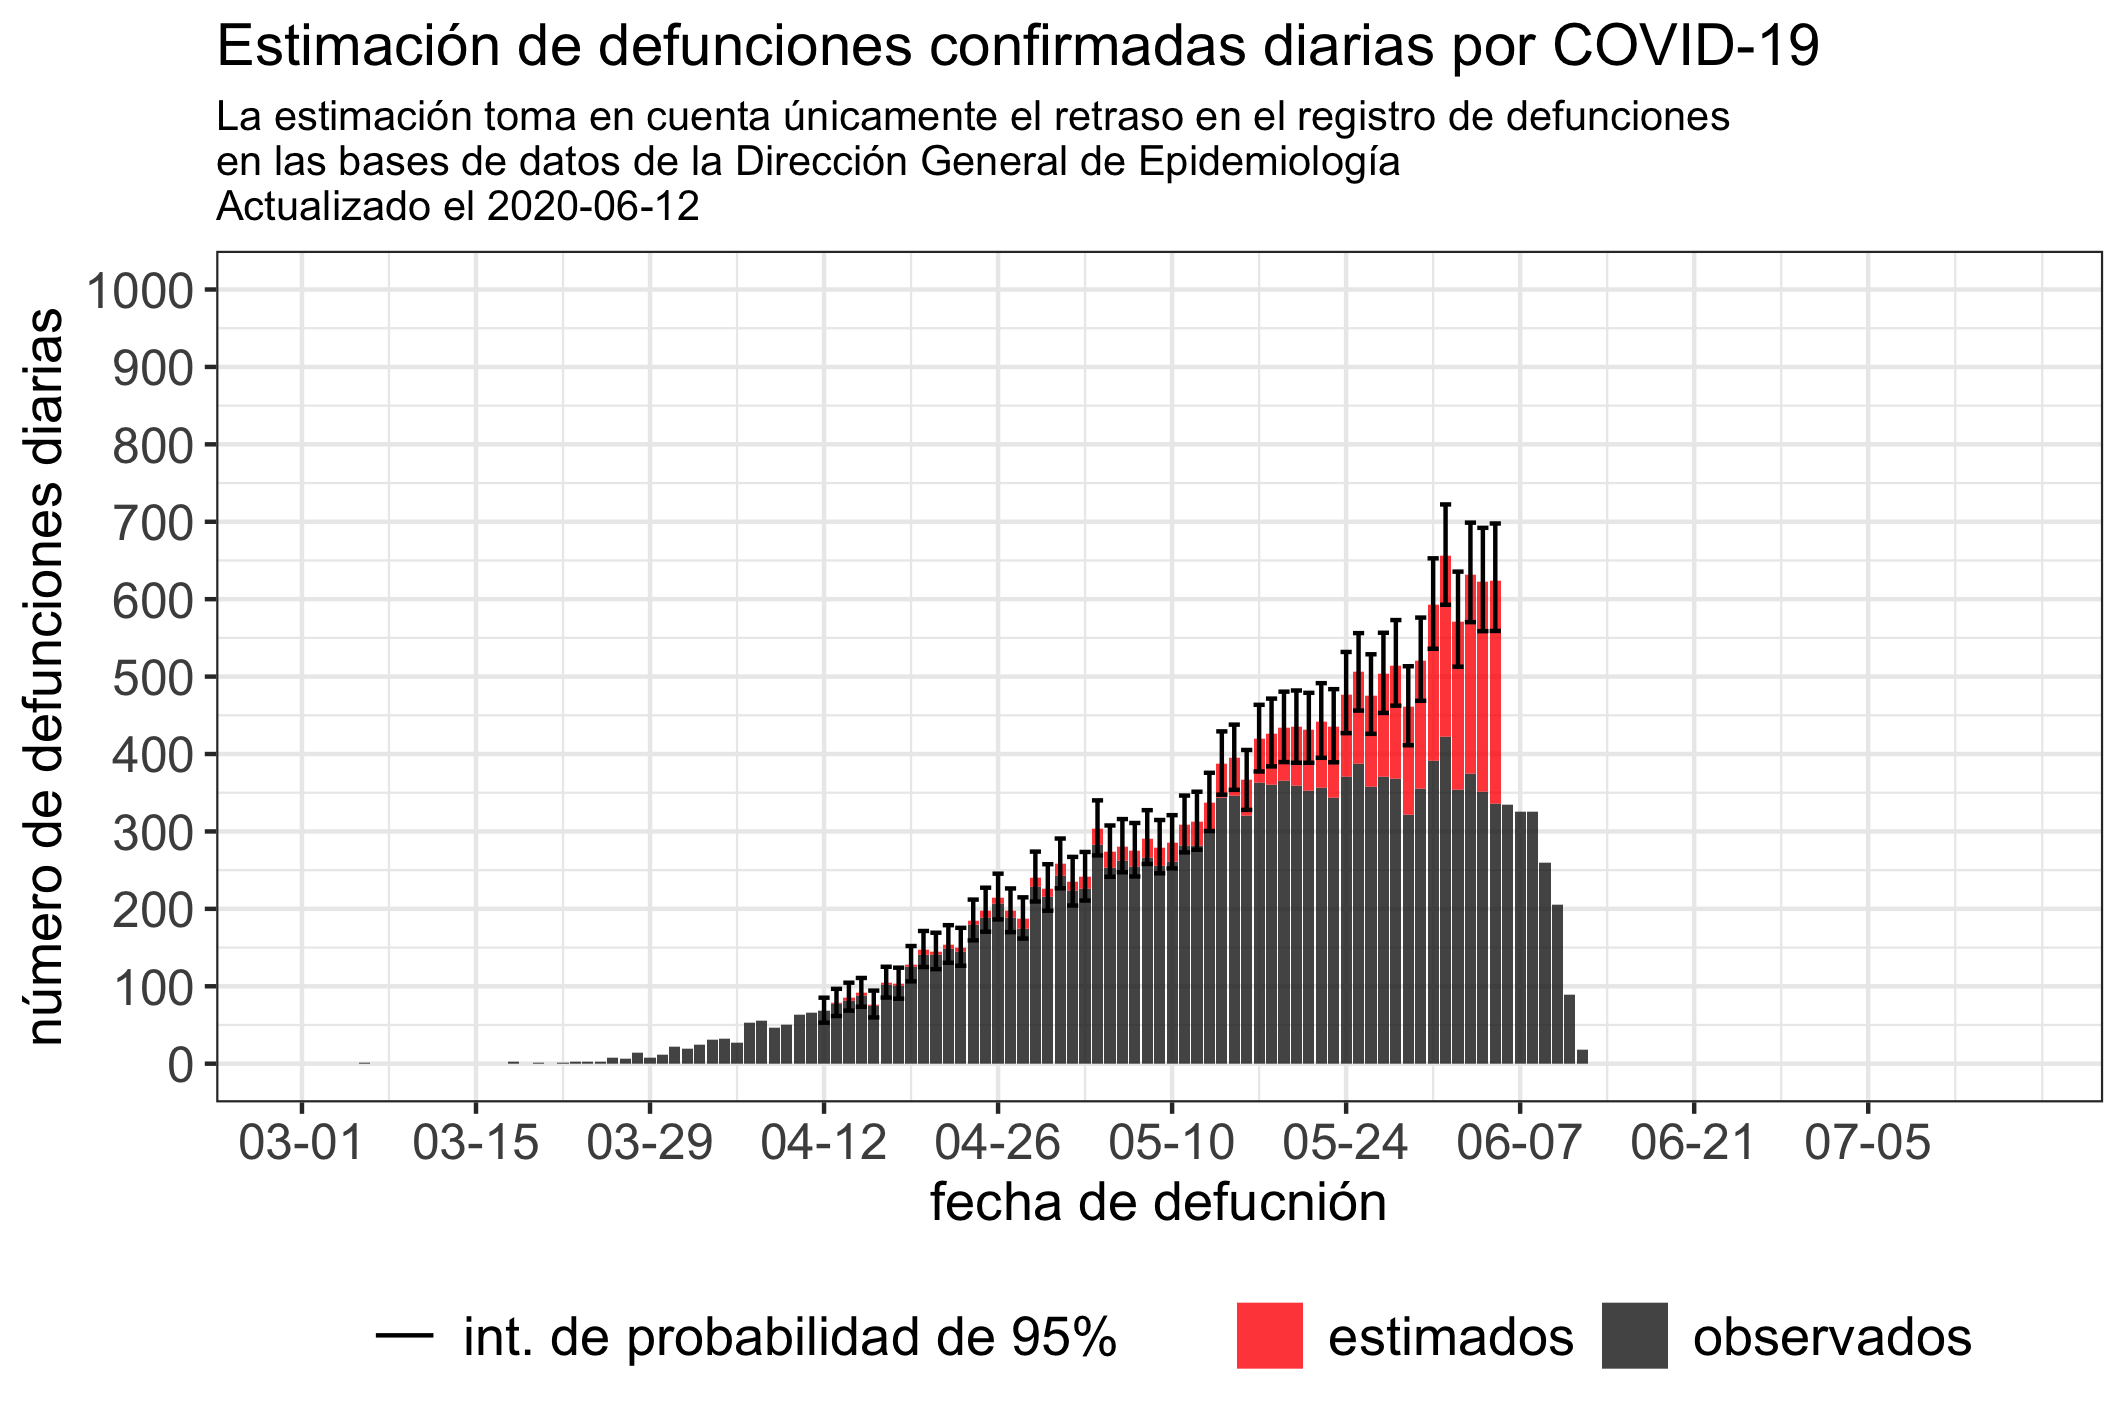 Estimación de defunciones confirmadas diarias por COVID-19
La estimación toma en cuenta únicamente el retraso en el registro de defunciones
en las bases de datos de la Dirección General de Epidemiología
Actualizado el 2020-06-12
número de defunciones diarias
1000
900
800
700
600
500
400
300
200
100
0
03-01 03-15 03-29 04-12 04-26 05-10 05-24 06-07 06-21 07-05
fecha de defucnión
int. de probabilidad de 95% estimados observados